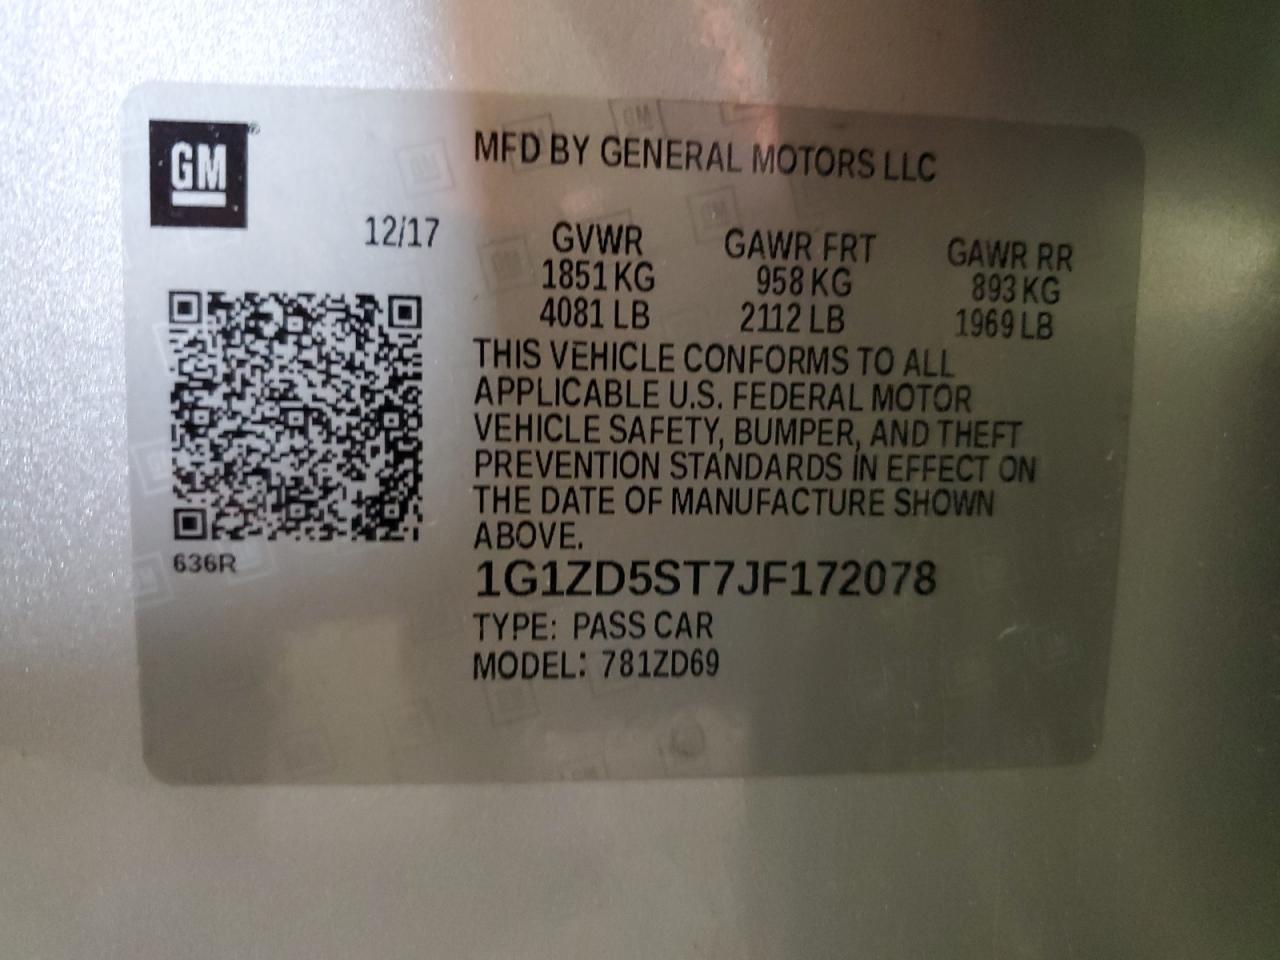 GM
MFD BY GENERAL MOTORS LLC
12/17
GVWR GAWR FRT GAWR RR
1851 KG 958 KG 893 KG
4081 LB 2112 LB 1969 LB
THIS VEHICLE CONFORMS TO ALL
APPLICABLE U.S. FEDERAL MOTOR
VEHICLE SAFETY, BUMPER, AND THEFT
PREVENTION STANDARDS IN EFFECT ON
THE DATE OF MANUFACTURE SHOWN
ABOVE.
636R
1G1ZD5ST7JF172078
TYPE: PASS CAR
MODEL: 781ZD69